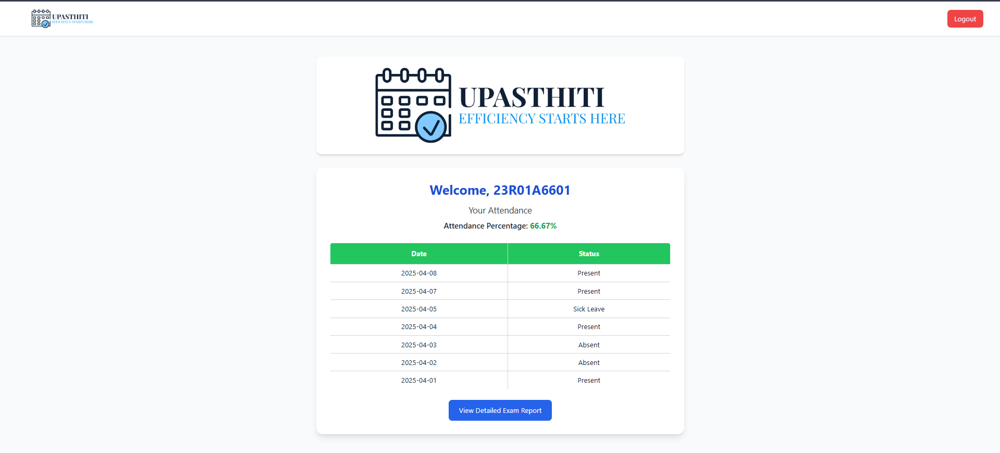 UPASTHITI
EFFICIENCY STARTS HERE
Logout
UPASTHITI
EFFICIENCY STARTS HERE
Welcome, 23R01A6601
Your Attendance
Attendance Percentage: 66.67%
Date Status
2025-04-08 Present
2025-04-07 Present
2025-04-05 Sick Leave
2025-04-04 Present
2025-04-03 Absent
2025-04-02 Absent
2025-04-01 Present
View Detailed Exam Report